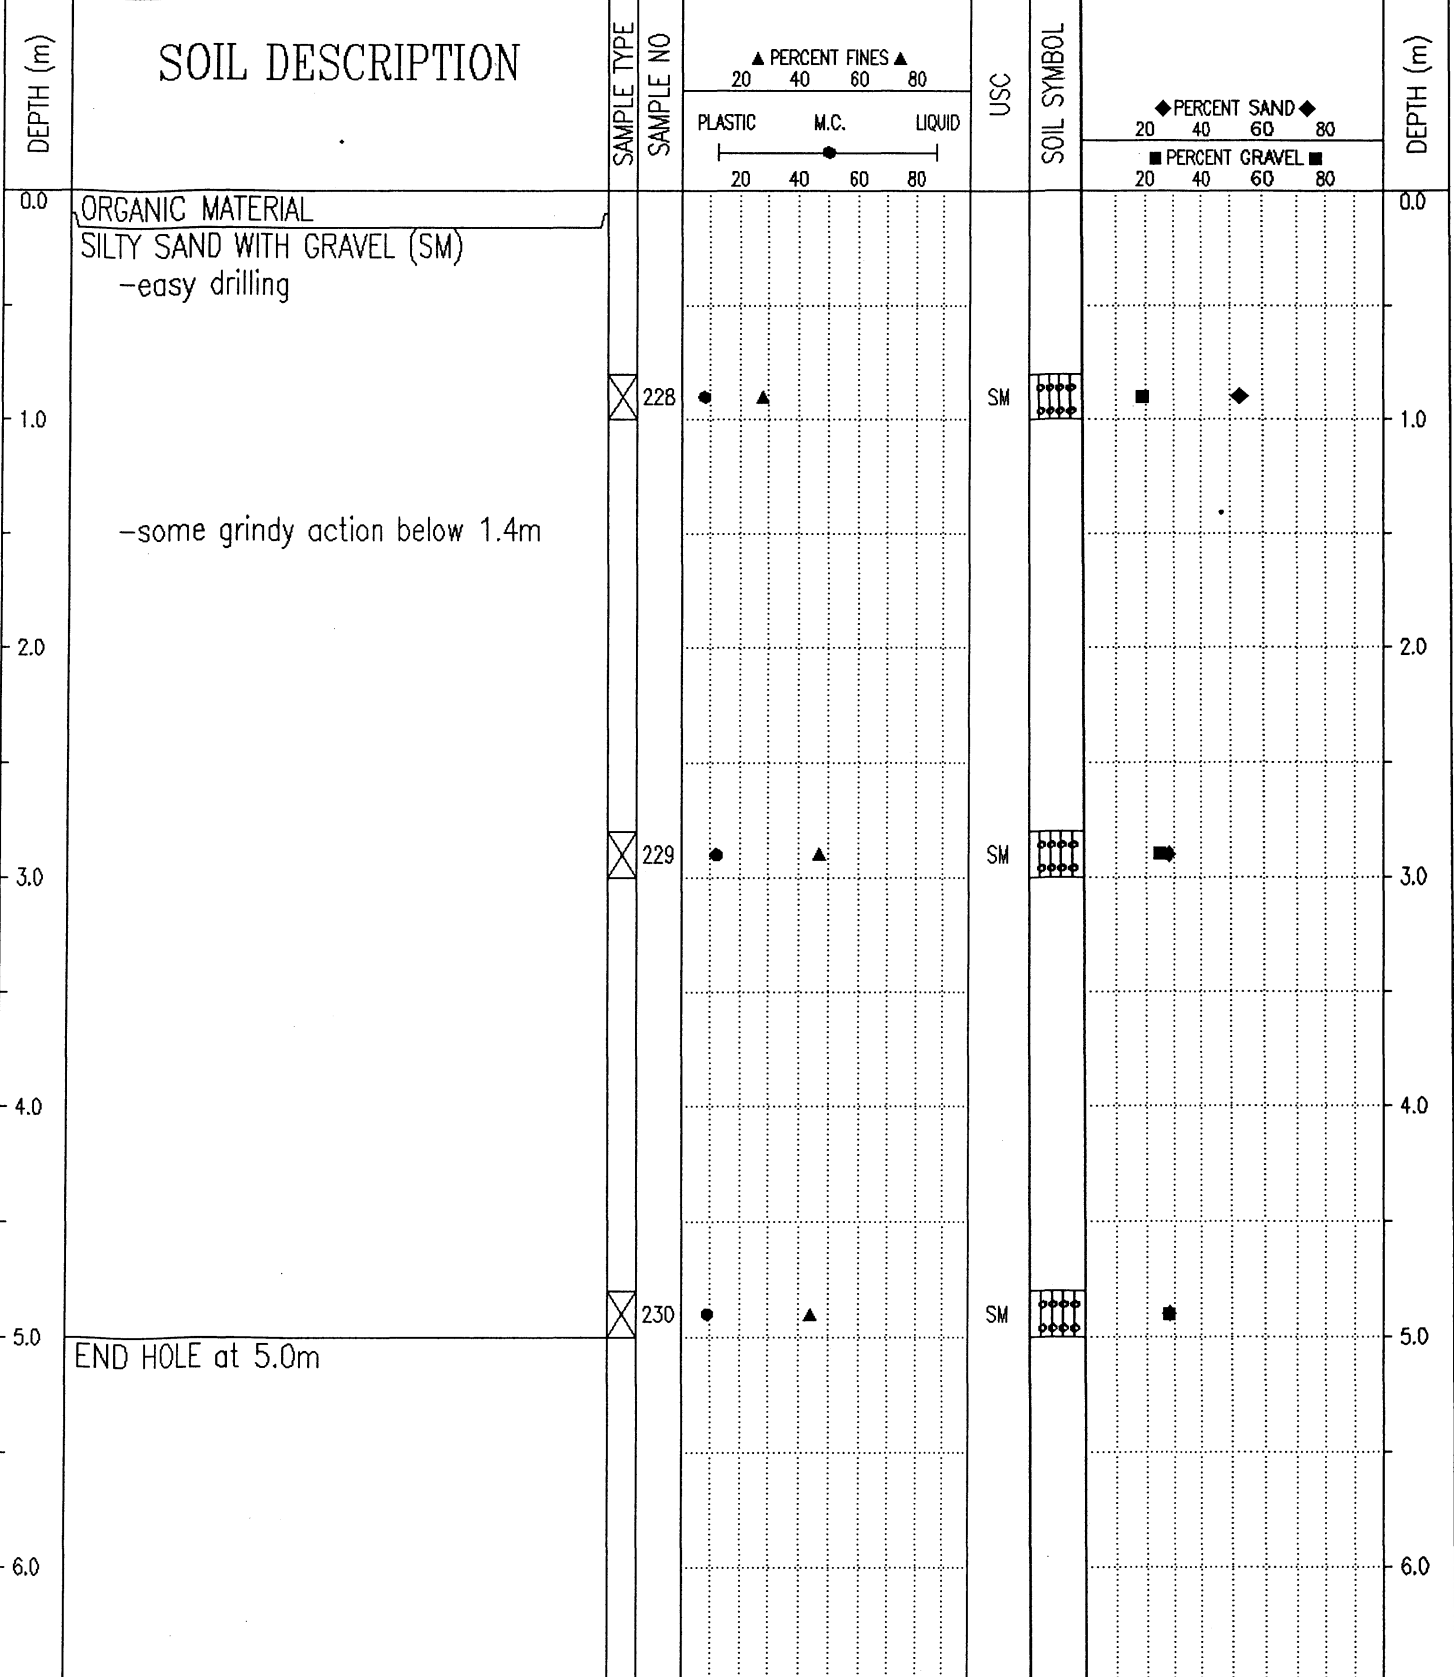 DEPTH (m)
SOIL DESCRIPTION
SAMPLE TYPE
SAMPLE NO
▲ PERCENT FINES ▲
20 40 60 80
PLASTIC M.C. LIQUID
20 40 60 80
USC
SOIL SYMBOL
◆PERCENT SAND◆
20 40 60 80
■PERCENT GRAVEL■
20 40 60 80
DEPTH (m)
0.0 ORGANIC MATERIAL 0.0
SILTY SAND WITH GRAVEL (SM)
-easy drilling
228 SM
1.0 1.0
-some grindy action below 1.4m
2.0 2.0
229 SM
3.0 3.0
4.0 4.0
230 SM
5.0 5.0
END HOLE at 5.0m
6.0 6.0